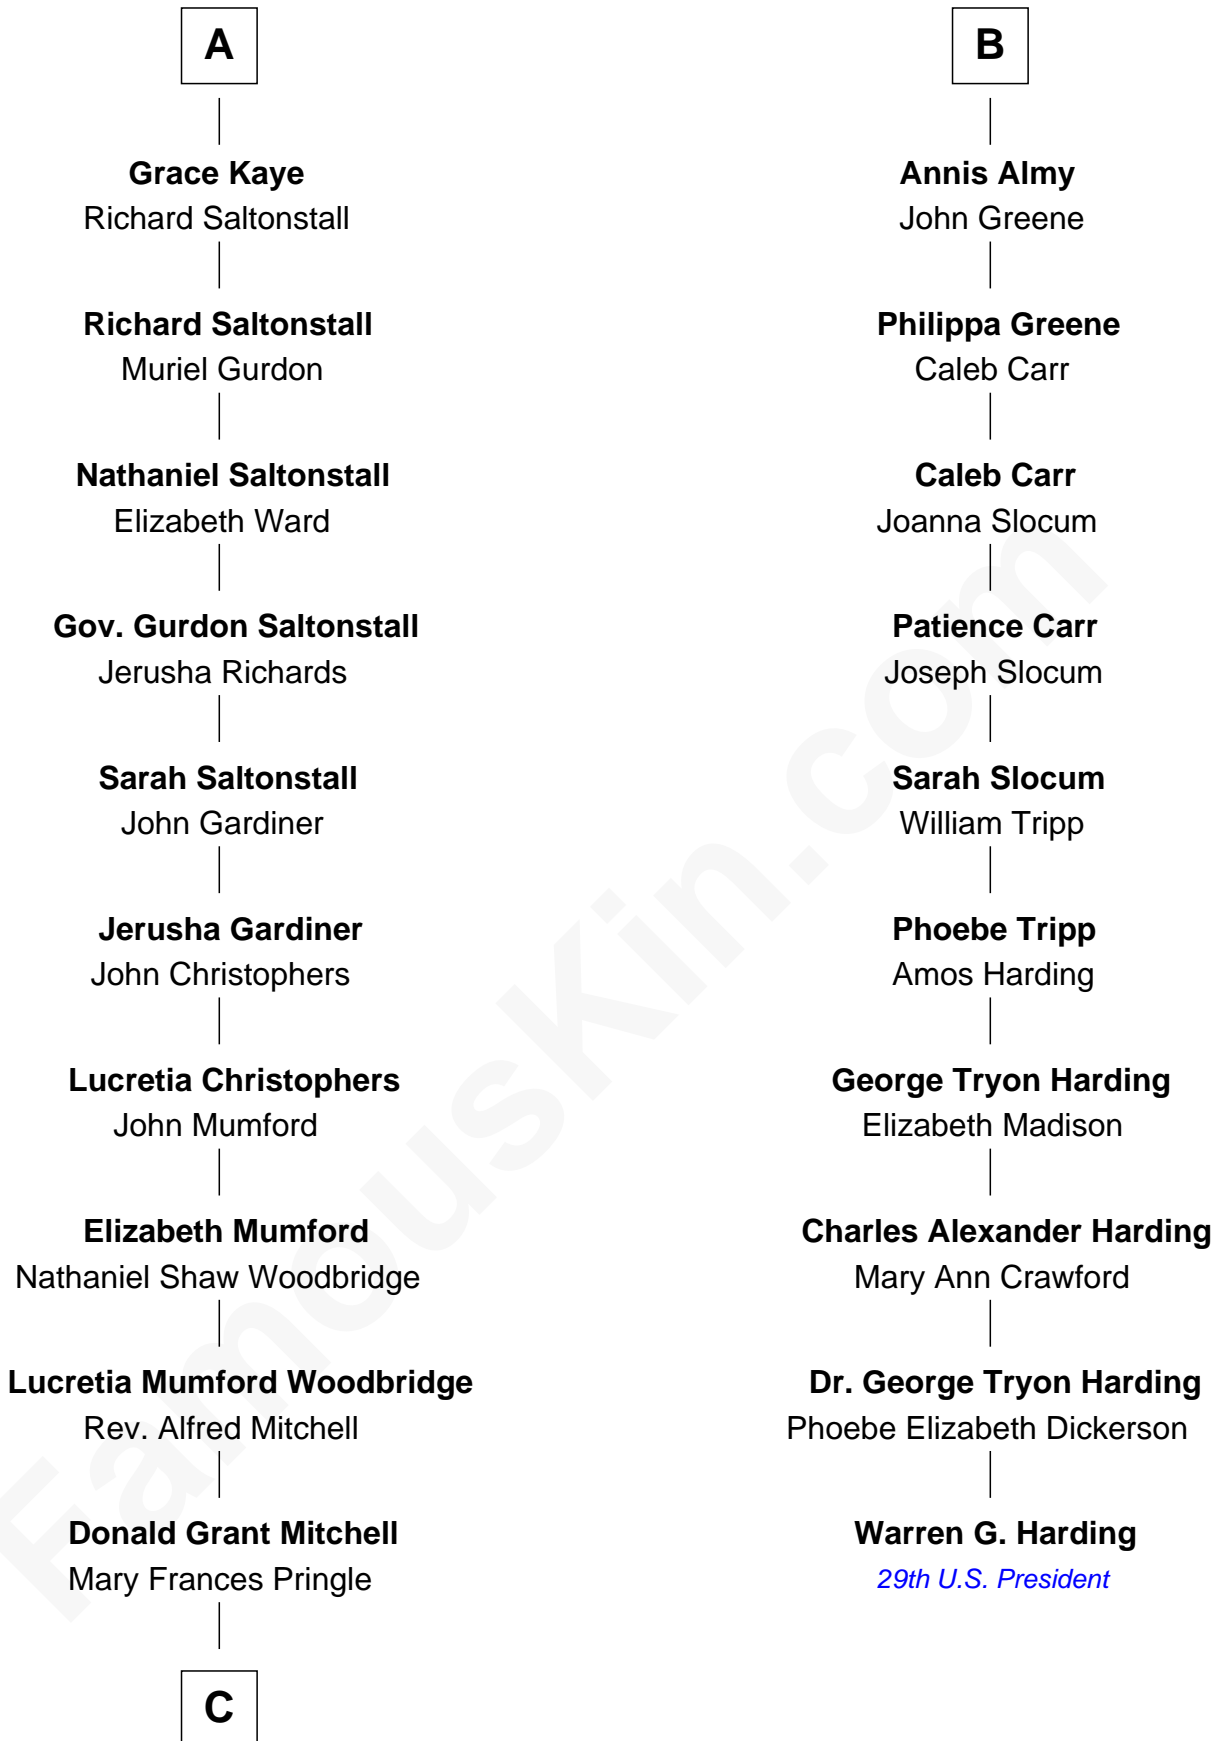 A
Grace Kaye
Richard Saltonstall
Richard Saltonstall
Muriel Gurdon
Nathaniel Saltonstall
Elizabeth Ward
Gov. Gurdon Saltonstall
Jerusha Richards
Sarah Saltonstall
John Gardiner
Jerusha Gardiner
John Christophers
Lucretia Christophers
John Mumford
Elizabeth Mumford
Nathaniel Shaw Woodbridge
Lucretia Mumford Woodbridge
Rev. Alfred Mitchell
Donald Grant Mitchell
Mary Frances Pringle
C
B
Annis Almy
John Greene
Philippa Greene
Caleb Carr
Caleb Carr
Joanna Slocum
Patience Carr
Joseph Slocum
Sarah Slocum
William Tripp
Phoebe Tripp
Amos Harding
George Tryon Harding
Elizabeth Madison
Charles Alexander Harding
Mary Ann Crawford
Dr. George Tryon Harding
Phoebe Elizabeth Dickerson
Warren G. Harding
29th U.S. President
FamousKin.com